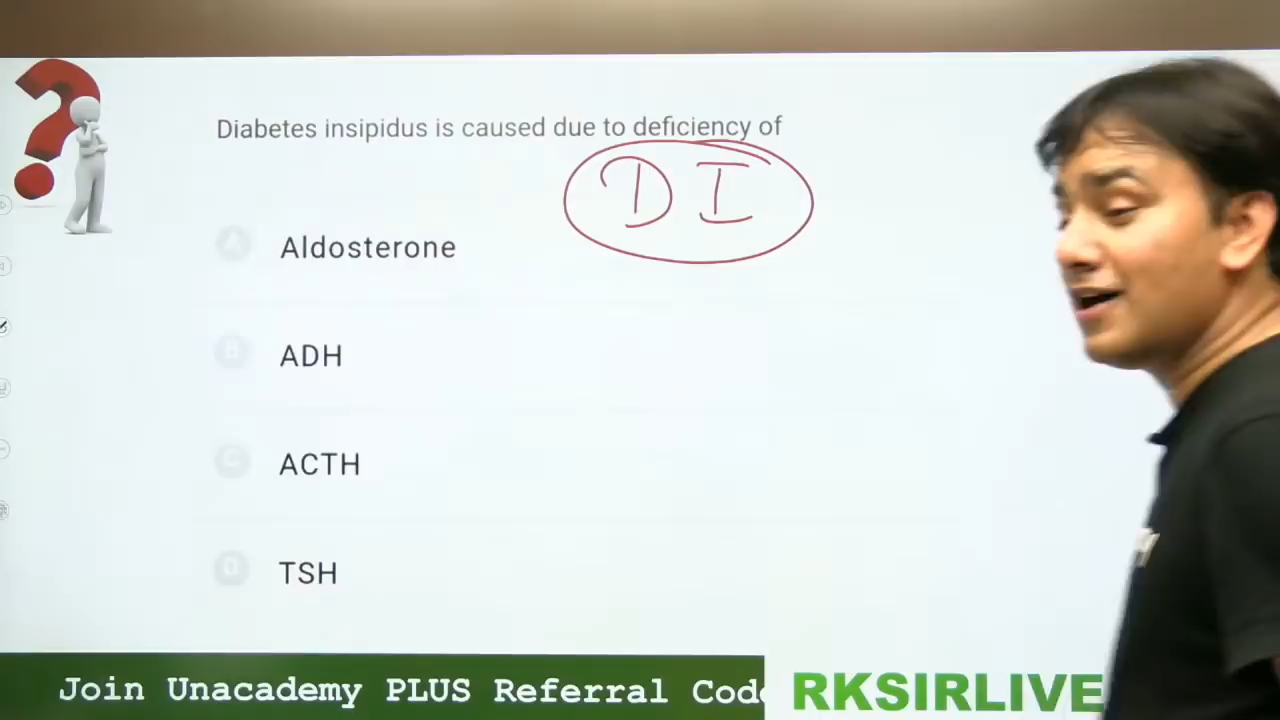 Diabetes insipidus is caused due to deficiency of
DI
A Aldosterone
B ADH
C ACTH
D TSH
Join Unacademy PLUS Referral Code
RKSIRLIVE